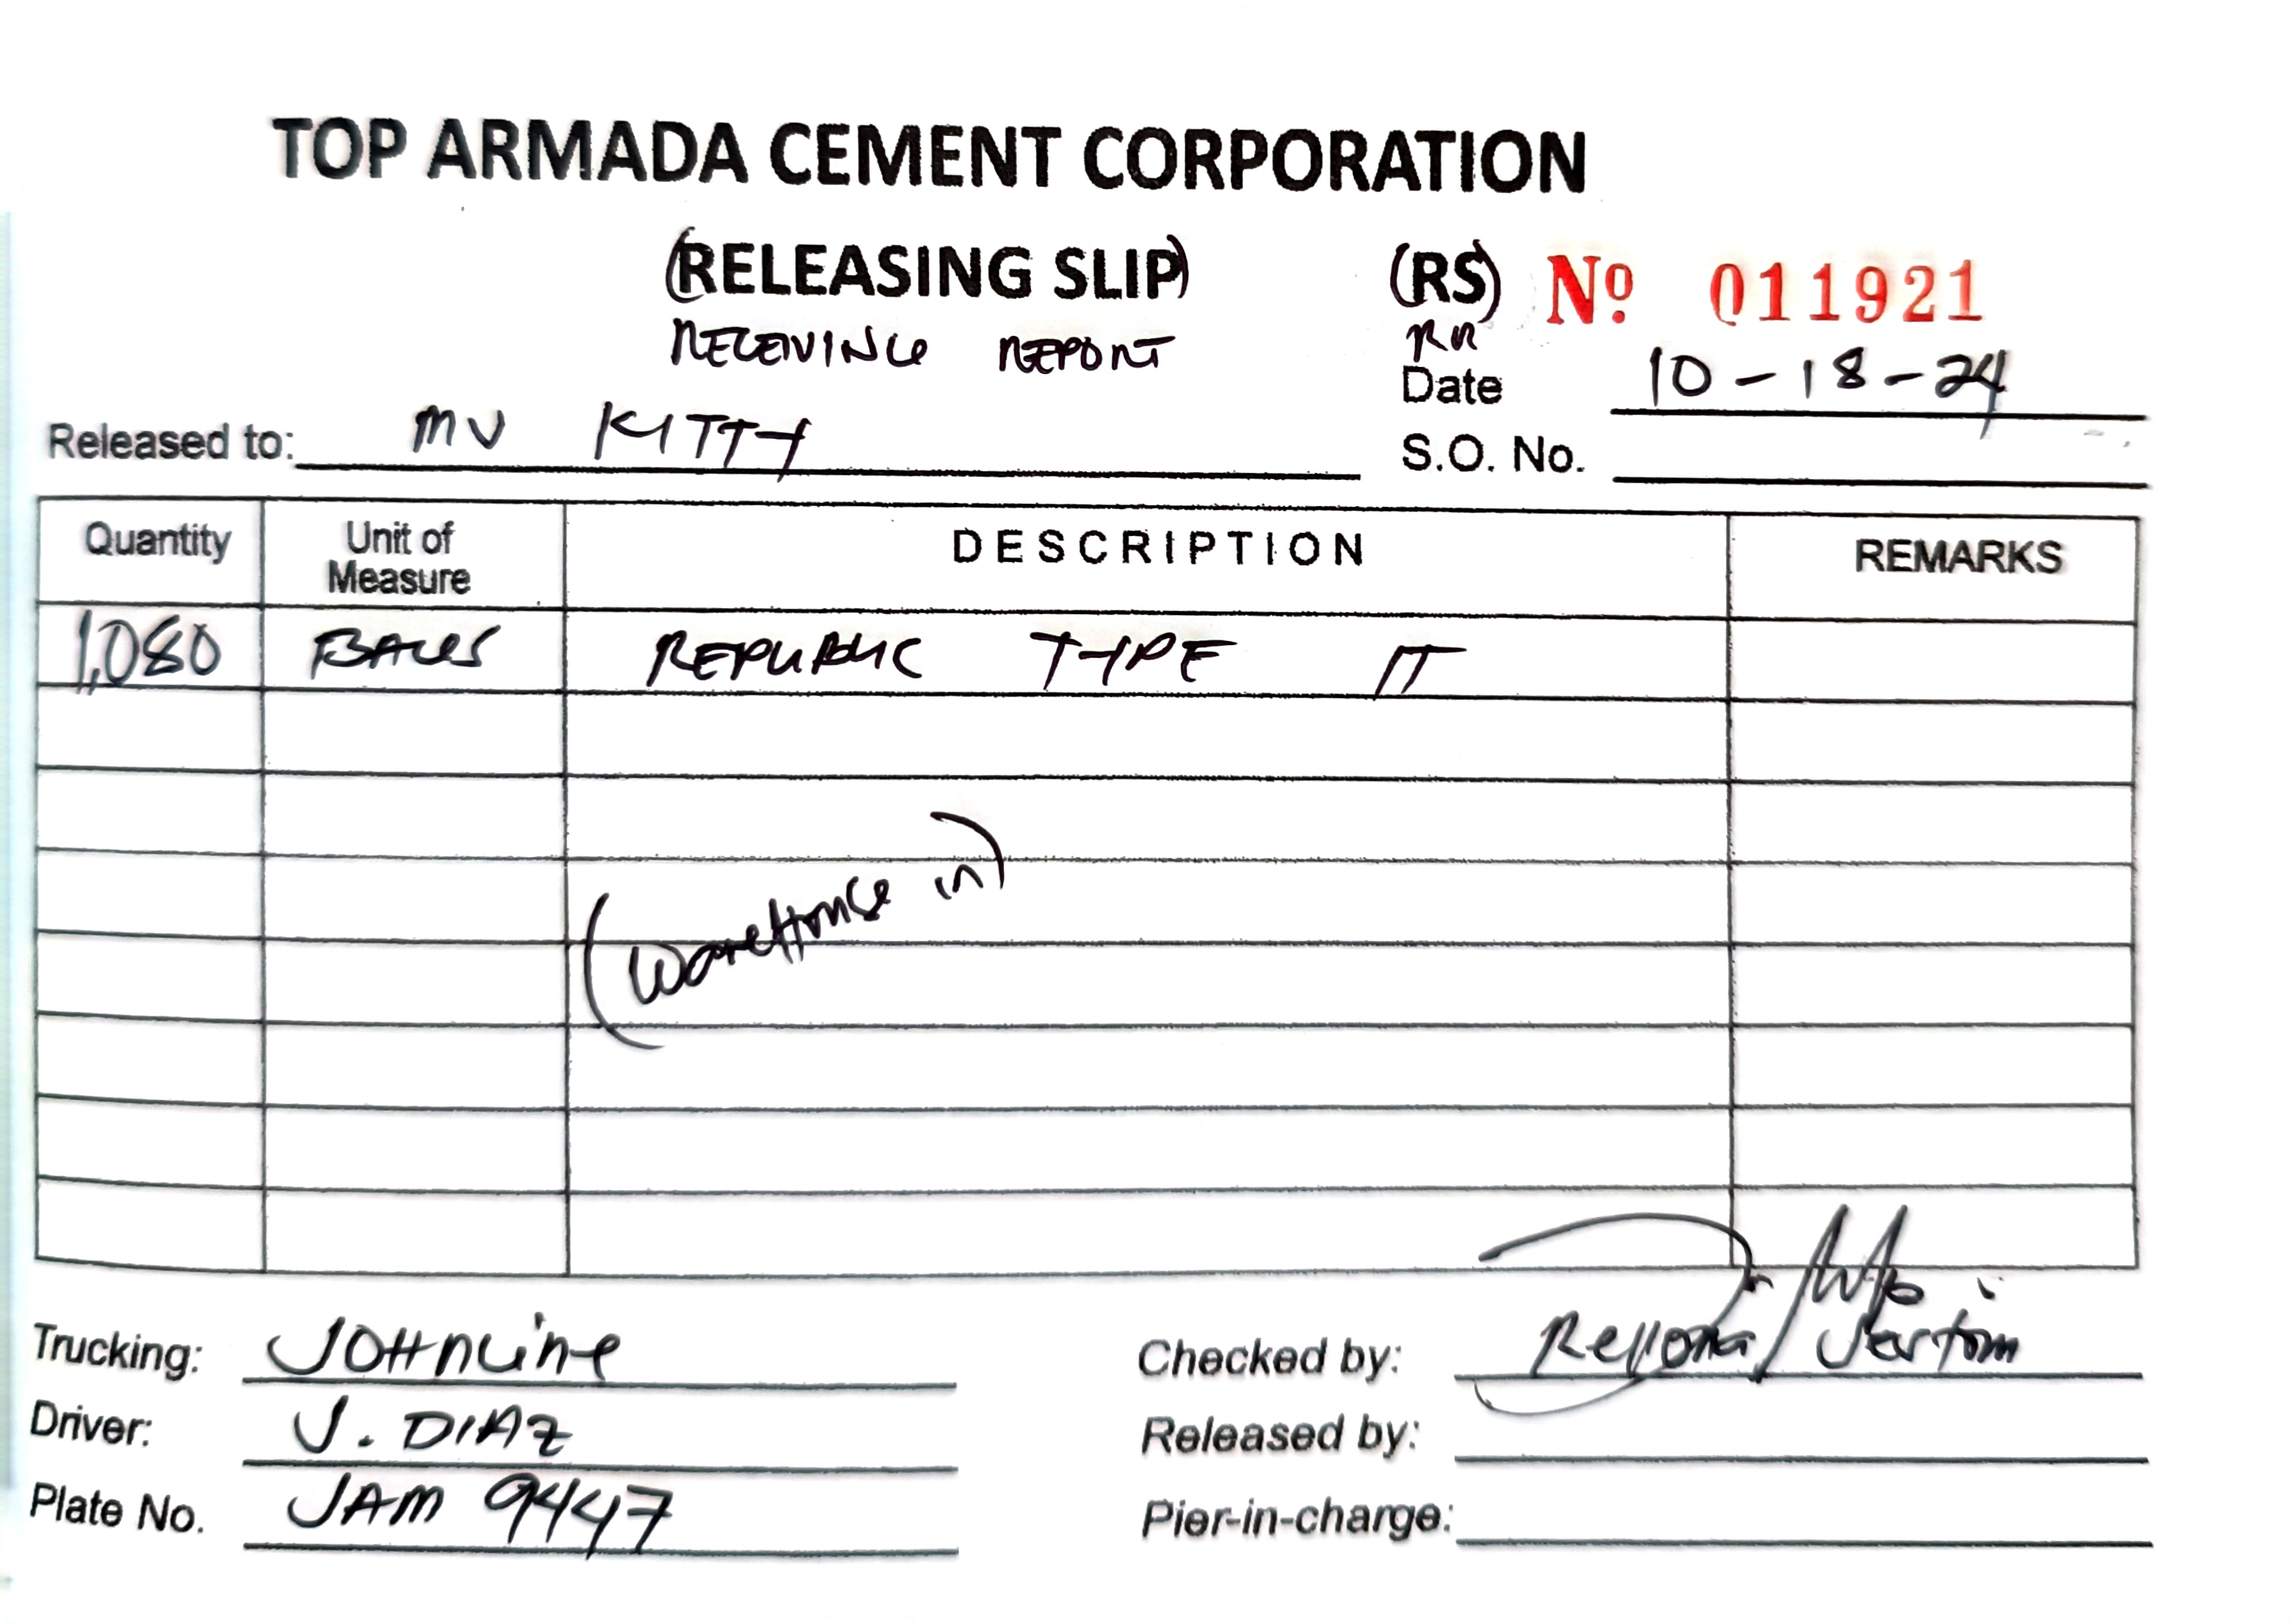 TOP ARMADA CEMENT CORPORATION
(RELEASING SLIP) (RS) Nº 011921
RECEIVING REPORT RR
Date 10-18-24
Released to: MV KITTY S.O. No.
Quantity Unit of Measure DESCRIPTION REMARKS
1,080 BAGS REPUBLIC TYPE IT
(WareHouse in)
Trucking: JOHNLINE Checked by:
Driver: J. DIAZ Released by:
Plate No. JAM 9447 Pier-in-charge: